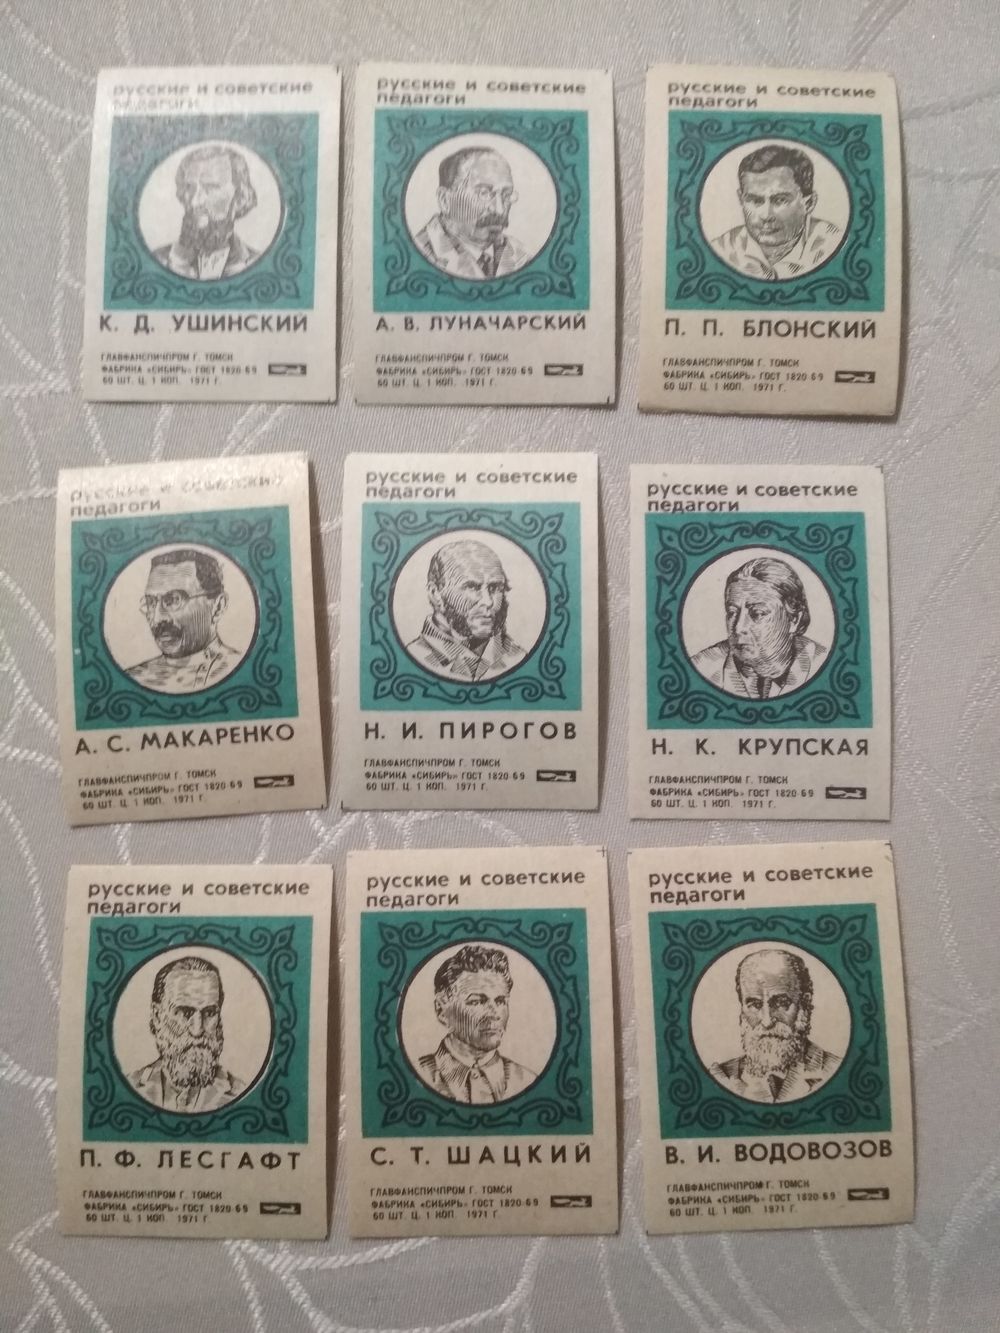 русские и советские
педагоги
К. Д. УШИНСКИЙ
ГЛАВФАНСПИЧПРОМ Г. ТОМСК
ФАБРИКА «СИБИРЬ» ГОСТ 1820-69
60 ШТ. Ц. 1 КОП. 1971 Г.
русские и советские
педагоги
А. В. ЛУНАЧАРСКИЙ
ГЛАВФАНСПИЧПРОМ Г. ТОМСК
ФАБРИКА «СИБИРЬ» ГОСТ 1820-69
60 ШТ. Ц. 1 КОП. 1971 Г.
русские и советские
педагоги
П. П. БЛОНСКИЙ
ГЛАВФАНСПИЧПРОМ Г. ТОМСК
ФАБРИКА «СИБИРЬ» ГОСТ 1820-69
60 ШТ. Ц. 1 КОП. 1971 Г.
русские и советские
педагоги
А. С. МАКАРЕНКО
ГЛАВФАНСПИЧПРОМ Г. ТОМСК
ФАБРИКА «СИБИРЬ» ГОСТ 1820-69
60 ШТ. Ц. 1 КОП. 1971 Г.
русские и советские
педагоги
Н. И. ПИРОГОВ
ГЛАВФАНСПИЧПРОМ Г. ТОМСК
ФАБРИКА «СИБИРЬ» ГОСТ 1820-69
60 ШТ. Ц. 1 КОП. 1971 Г.
русские и советские
педагоги
Н. К. КРУПСКАЯ
ГЛАВФАНСПИЧПРОМ Г. ТОМСК
ФАБРИКА «СИБИРЬ» ГОСТ 1820-69
60 ШТ. Ц. 1 КОП. 1971 Г.
русские и советские
педагоги
П. Ф. ЛЕСГАФТ
ГЛАВФАНСПИЧПРОМ Г. ТОМСК
ФАБРИКА «СИБИРЬ» ГОСТ 1820-69
60 ШТ. Ц. 1 КОП. 1971 Г.
русские и советские
педагоги
С. Т. ШАЦКИЙ
ГЛАВФАНСПИЧПРОМ Г. ТОМСК
ФАБРИКА «СИБИРЬ» ГОСТ 1820-69
60 ШТ. Ц. 1 КОП. 1971 Г.
русские и советские
педагоги
В. И. ВОДОВОЗОВ
ГЛАВФАНСПИЧПРОМ Г. ТОМСК
ФАБРИКА «СИБИРЬ» ГОСТ 1820-69
60 ШТ. Ц. 1 КОП. 1971 Г.